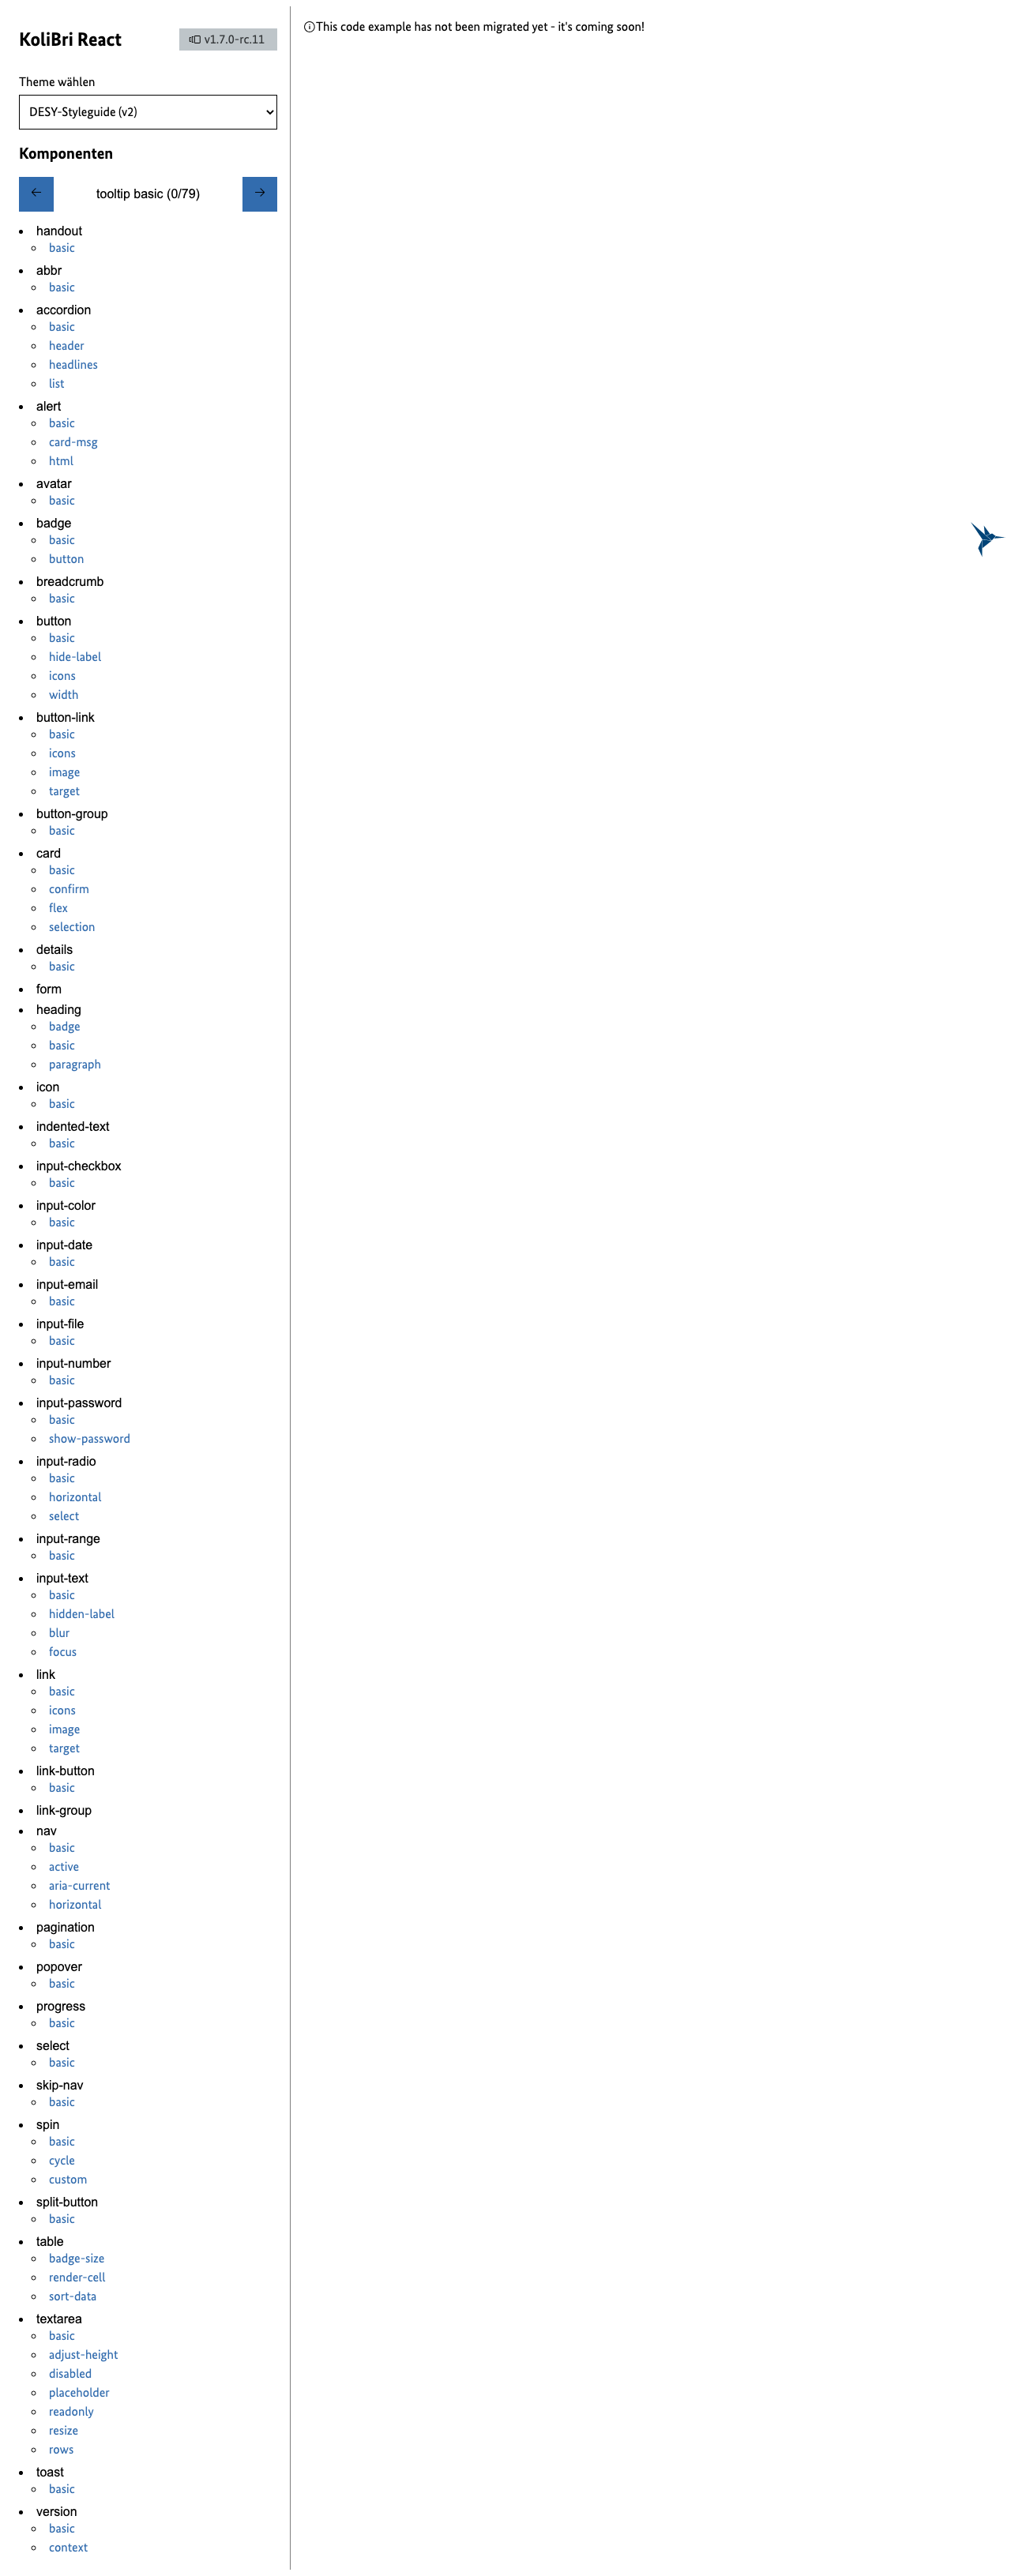 KoliBri React
v1.7.0-rc.11
Theme wählen
DESY-Styleguide (v2)
Komponenten
tooltip basic (0/79)
handout
basic
abbr
basic
accordion
basic
header
headlines
list
alert
basic
card-msg
html
avatar
basic
badge
basic
button
breadcrumb
basic
button
basic
hide-label
icons
width
button-link
basic
icons
image
target
button-group
basic
card
basic
confirm
flex
selection
details
basic
form
heading
badge
basic
paragraph
icon
basic
indented-text
basic
input-checkbox
basic
input-color
basic
input-date
basic
input-email
basic
input-file
basic
input-number
basic
input-password
basic
show-password
input-radio
basic
horizontal
select
input-range
basic
input-text
basic
hidden-label
blur
focus
link
basic
icons
image
target
link-button
basic
link-group
nav
basic
active
aria-current
horizontal
pagination
basic
popover
basic
progress
basic
select
basic
skip-nav
basic
spin
basic
cycle
custom
split-button
basic
table
badge-size
render-cell
sort-data
textarea
basic
adjust-height
disabled
placeholder
readonly
resize
rows
toast
basic
version
basic
context
This code example has not been migrated yet - it's coming soon!